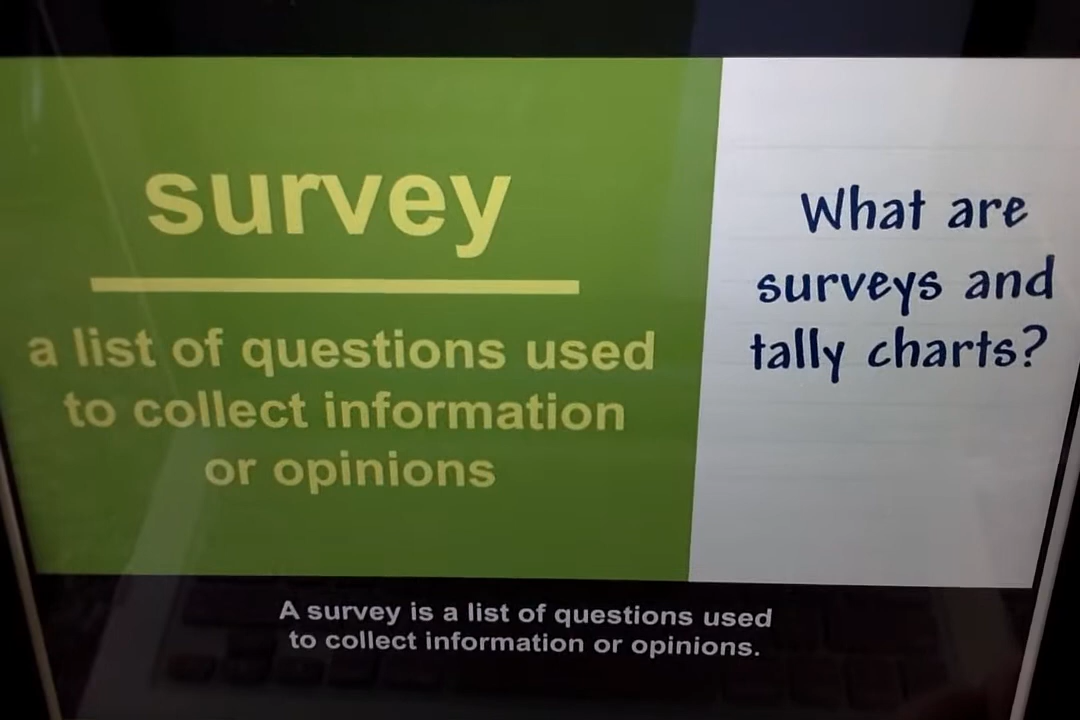 survey
a list of questions used
to collect information
or opinions
What are
surveys and
tally charts?
A survey is a list of questions used
to collect information or opinions.